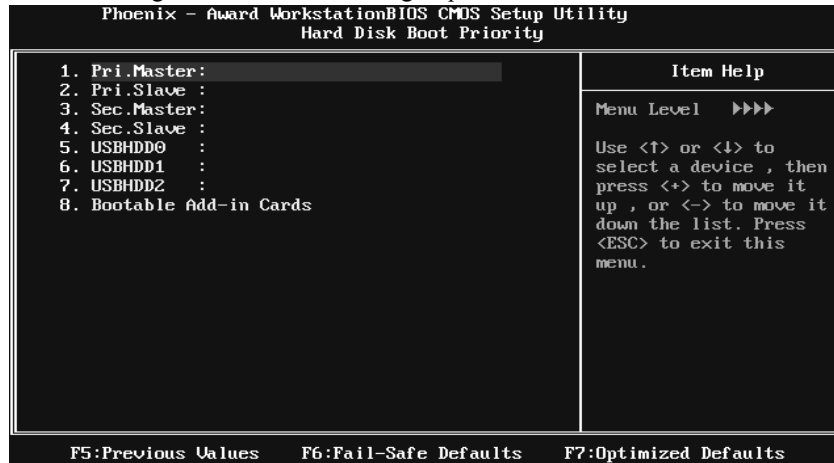 Phoenix - Award WorkstationBIOS CMOS Setup Utility
Hard Disk Boot Priority
1. Pri.Master:
2. Pri.Slave :
3. Sec.Master:
4. Sec.Slave :
5. USBHDD0 :
6. USBHDD1 :
7. USBHDD2 :
8. Bootable Add-in Cards
Item Help
Menu Level ▶▶▶▶
Use <↑> or <↓> to
select a device , then
press <+> to move it
up , or <-> to move it
down the list. Press
<ESC> to exit this
menu.
F5:Previous Values F6:Fail-Safe Defaults F7:Optimized Defaults